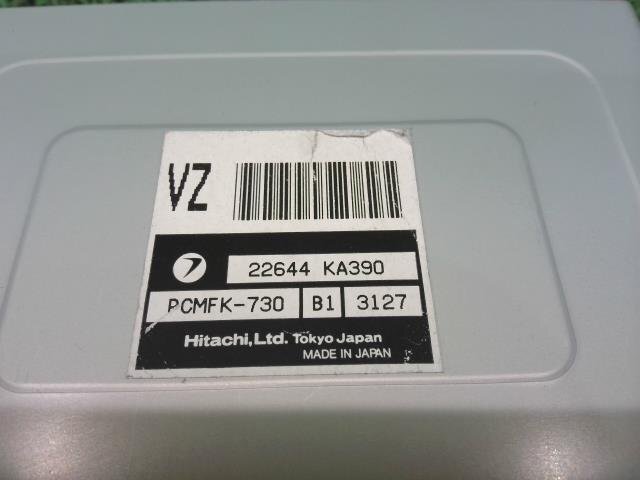 VZ
22644 KA390
PCMFK-730 B1 3127
Hitachi, Ltd. Tokyo Japan
MADE IN JAPAN